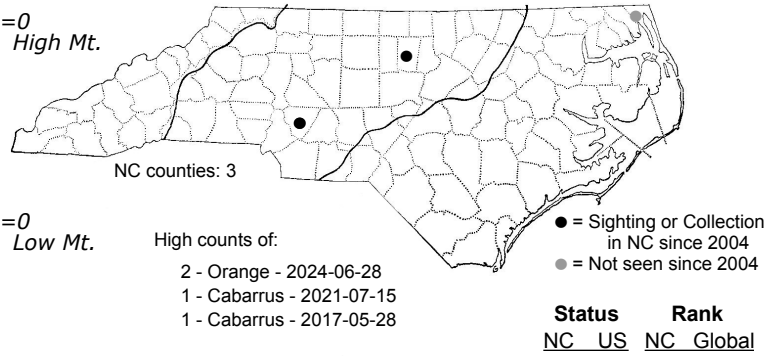 =0
High Mt.
NC counties: 3
=0
Low Mt.
High counts of:
2 - Orange - 2024-06-28
1 - Cabarrus - 2021-07-15
1 - Cabarrus - 2017-05-28
= Sighting or Collection
in NC since 2004
= Not seen since 2004
Status Rank
NC US NC Global